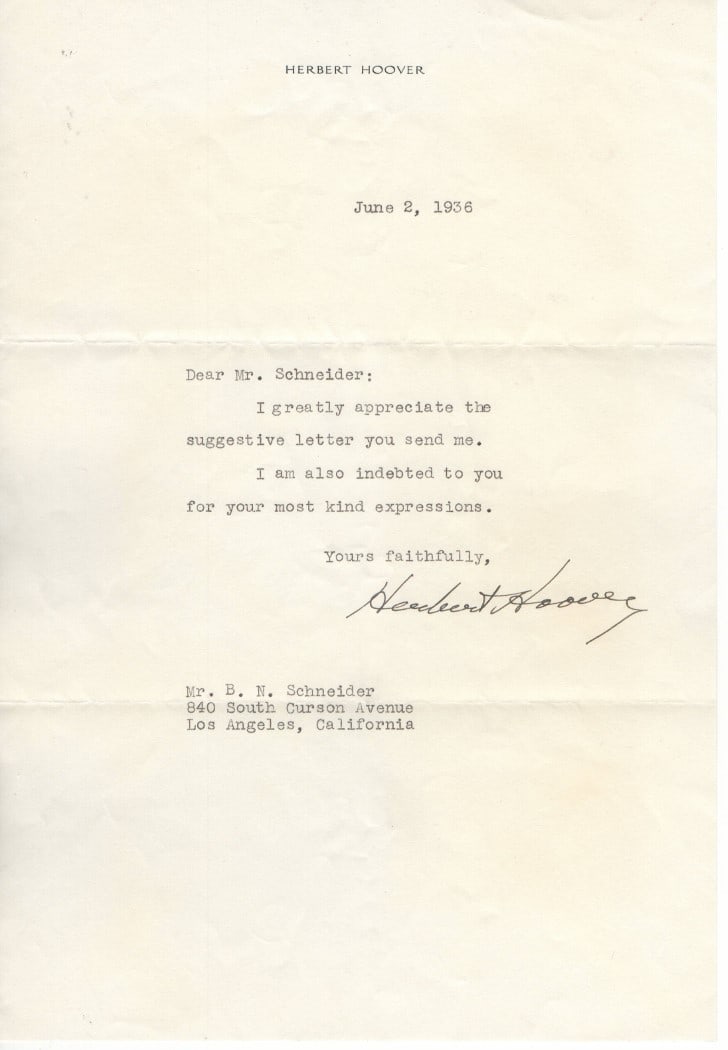 HERBERT HOOVER
June 2, 1936
Dear Mr. Schneider:
I greatly appreciate the
suggestive letter you send me.
I am also indebted to you
for your most kind expressions.
Yours faithfully,
Herbert Hoover
Mr. B. N. Schneider
840 South Curson Avenue
Los Angeles, California